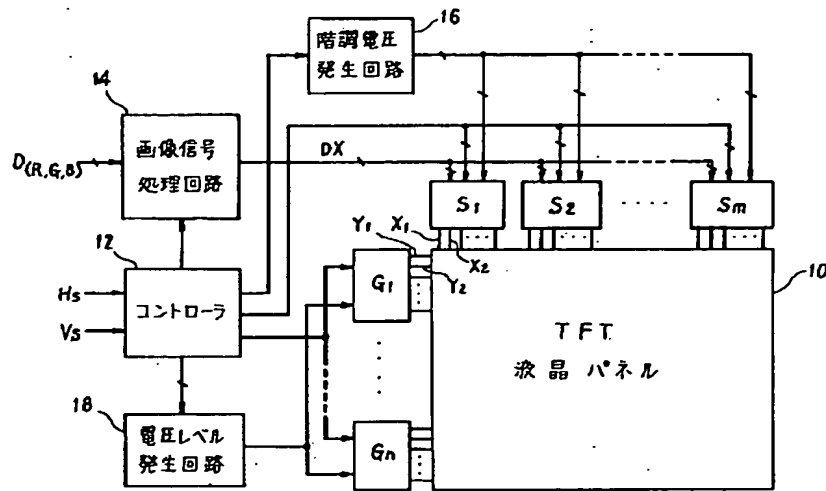 16
階調電圧
発生回路
14
画像信号
処理回路
D(R,G,B)
DX
S1
S2
Sm
X1
Y1
X2
Y2
12
コントローラ
Hs
Vs
G1
10
TFT
液晶パネル
18
電圧レベル
発生回路
Gn